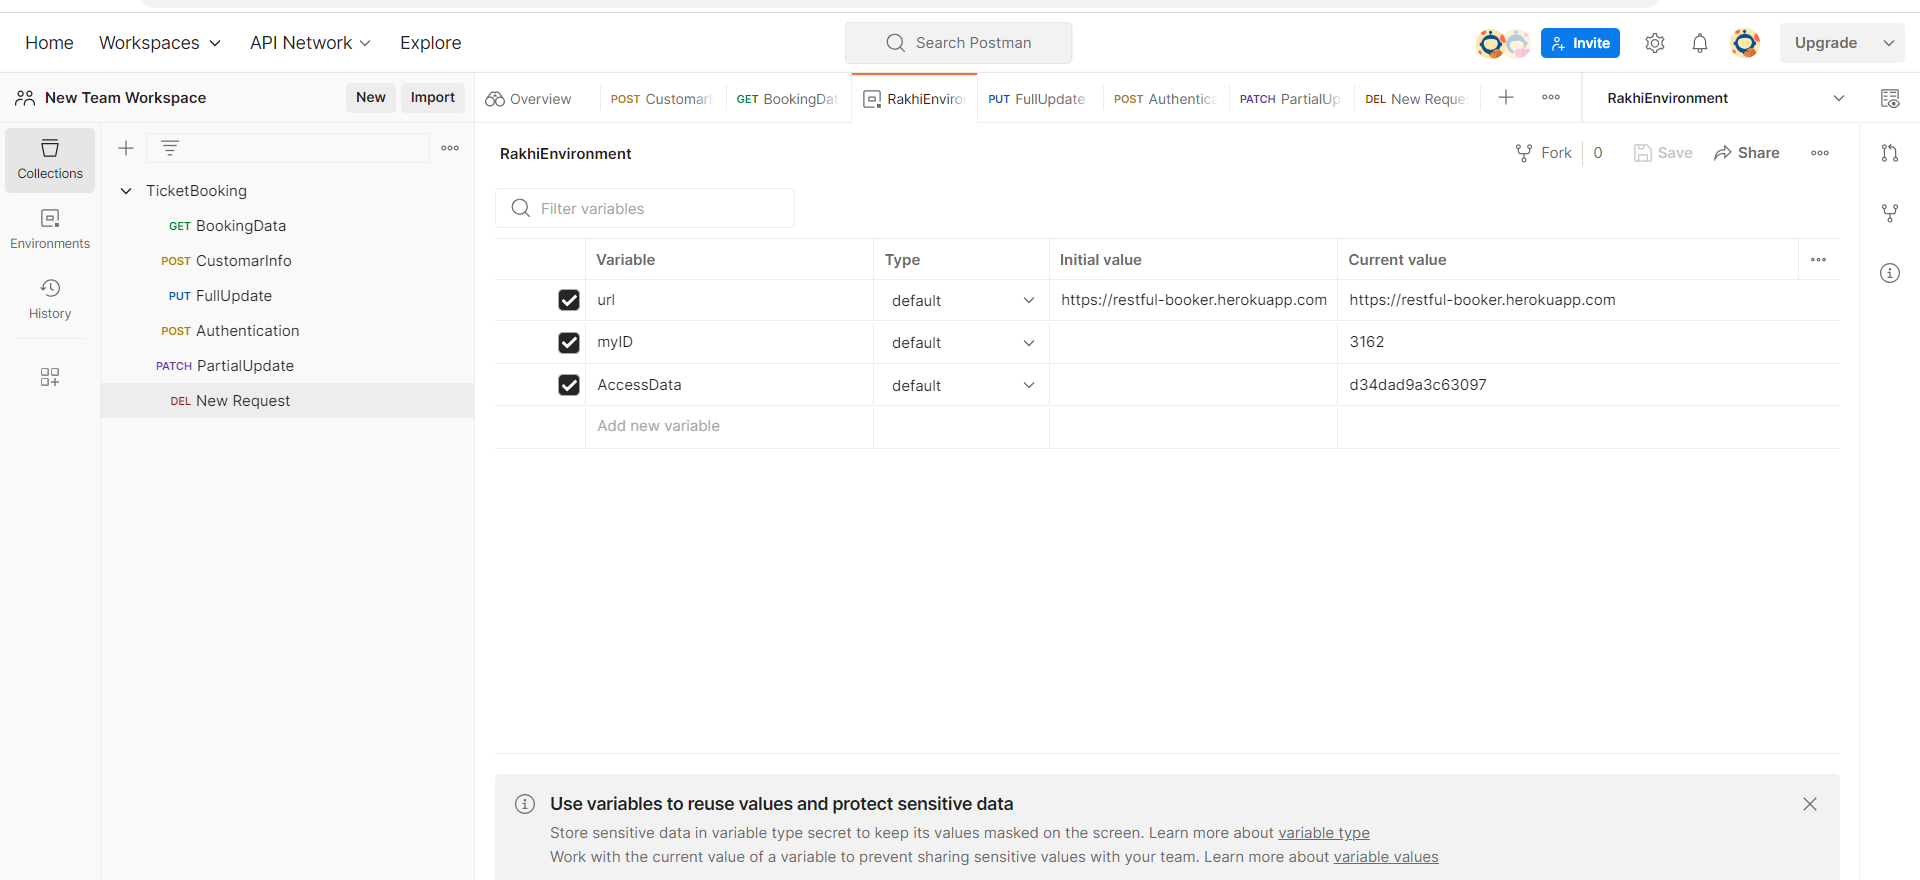 Home Workspaces API Network Explore Search Postman Invite Upgrade
New Team Workspace New Import Overview POST Customar GET BookingDat RakhiEnviro PUT FullUpdate POST Authentica PATCH PartialUp DEL New Reque RakhiEnvironment
Collections
Environments
History
TicketBooking
GET BookingData
POST CustomarInfo
PUT FullUpdate
POST Authentication
PATCH PartialUpdate
DEL New Request
RakhiEnvironment Fork 0 Save Share
Filter variables
Variable Type Initial value Current value
url default https://restful-booker.herokuapp.com https://restful-booker.herokuapp.com
myID default 3162
AccessData default d34dad9a3c63097
Add new variable
Use variables to reuse values and protect sensitive data
Store sensitive data in variable type secret to keep its values masked on the screen. Learn more about variable type
Work with the current value of a variable to prevent sharing sensitive values with your team. Learn more about variable values